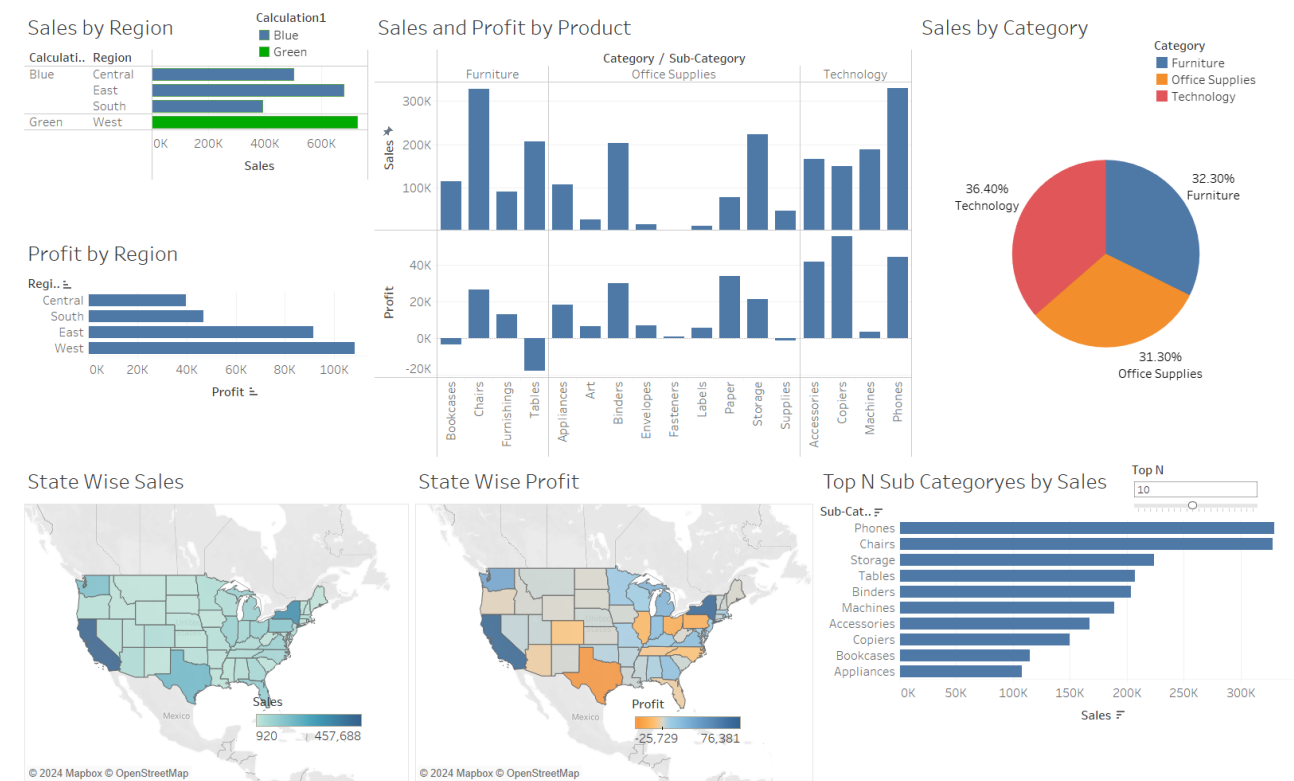 Sales by Region
Calculation1
Blue
Green
Calculati.. Region
Blue Central
East
South
Green West
0K 200K 400K 600K
Sales
Profit by Region
Regi..
Central
South
East
West
0K 20K 40K 60K 80K 100K
Profit
Sales and Profit by Product
Category / Sub-Category
Furniture Office Supplies Technology
300K
200K
100K
Sales
40K
20K
0K
-20K
Profit
Bookcases
Chairs
Furnishings
Tables
Appliances
Art
Binders
Envelopes
Fasteners
Labels
Paper
Storage
Supplies
Accessories
Copiers
Machines
Phones
Sales by Category
Category
Furniture
Office Supplies
Technology
32.30%
Furniture
36.40%
Technology
31.30%
Office Supplies
State Wise Sales
Mexico
Sales
920 457,688
© 2024 Mapbox © OpenStreetMap
State Wise Profit
Mexico
Profit
-25,729 76,381
© 2024 Mapbox © OpenStreetMap
Top N Sub Categoryes by Sales
Top N
10
Sub-Cat..
Phones
Chairs
Storage
Tables
Binders
Machines
Accessories
Copiers
Bookcases
Appliances
0K 50K 100K 150K 200K 250K 300K
Sales